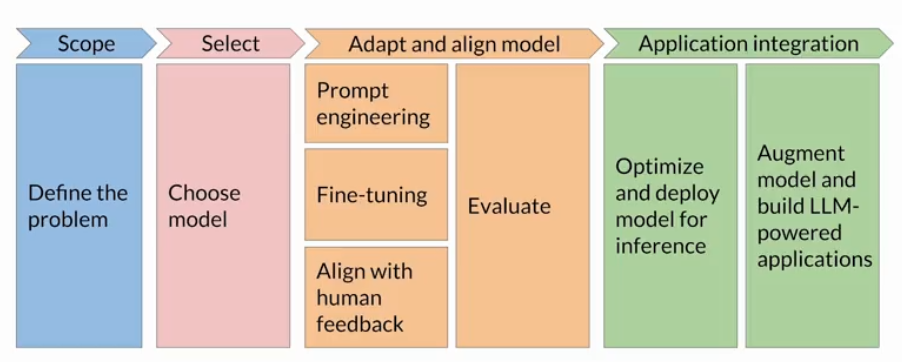 Scope
Select
Adapt and align model
Application integration
Define the
problem
Choose
model
Prompt
engineering
Fine-tuning
Align with
human
feedback
Evaluate
Optimize
and deploy
model for
inference
Augment
model and
build LLM-
powered
applications